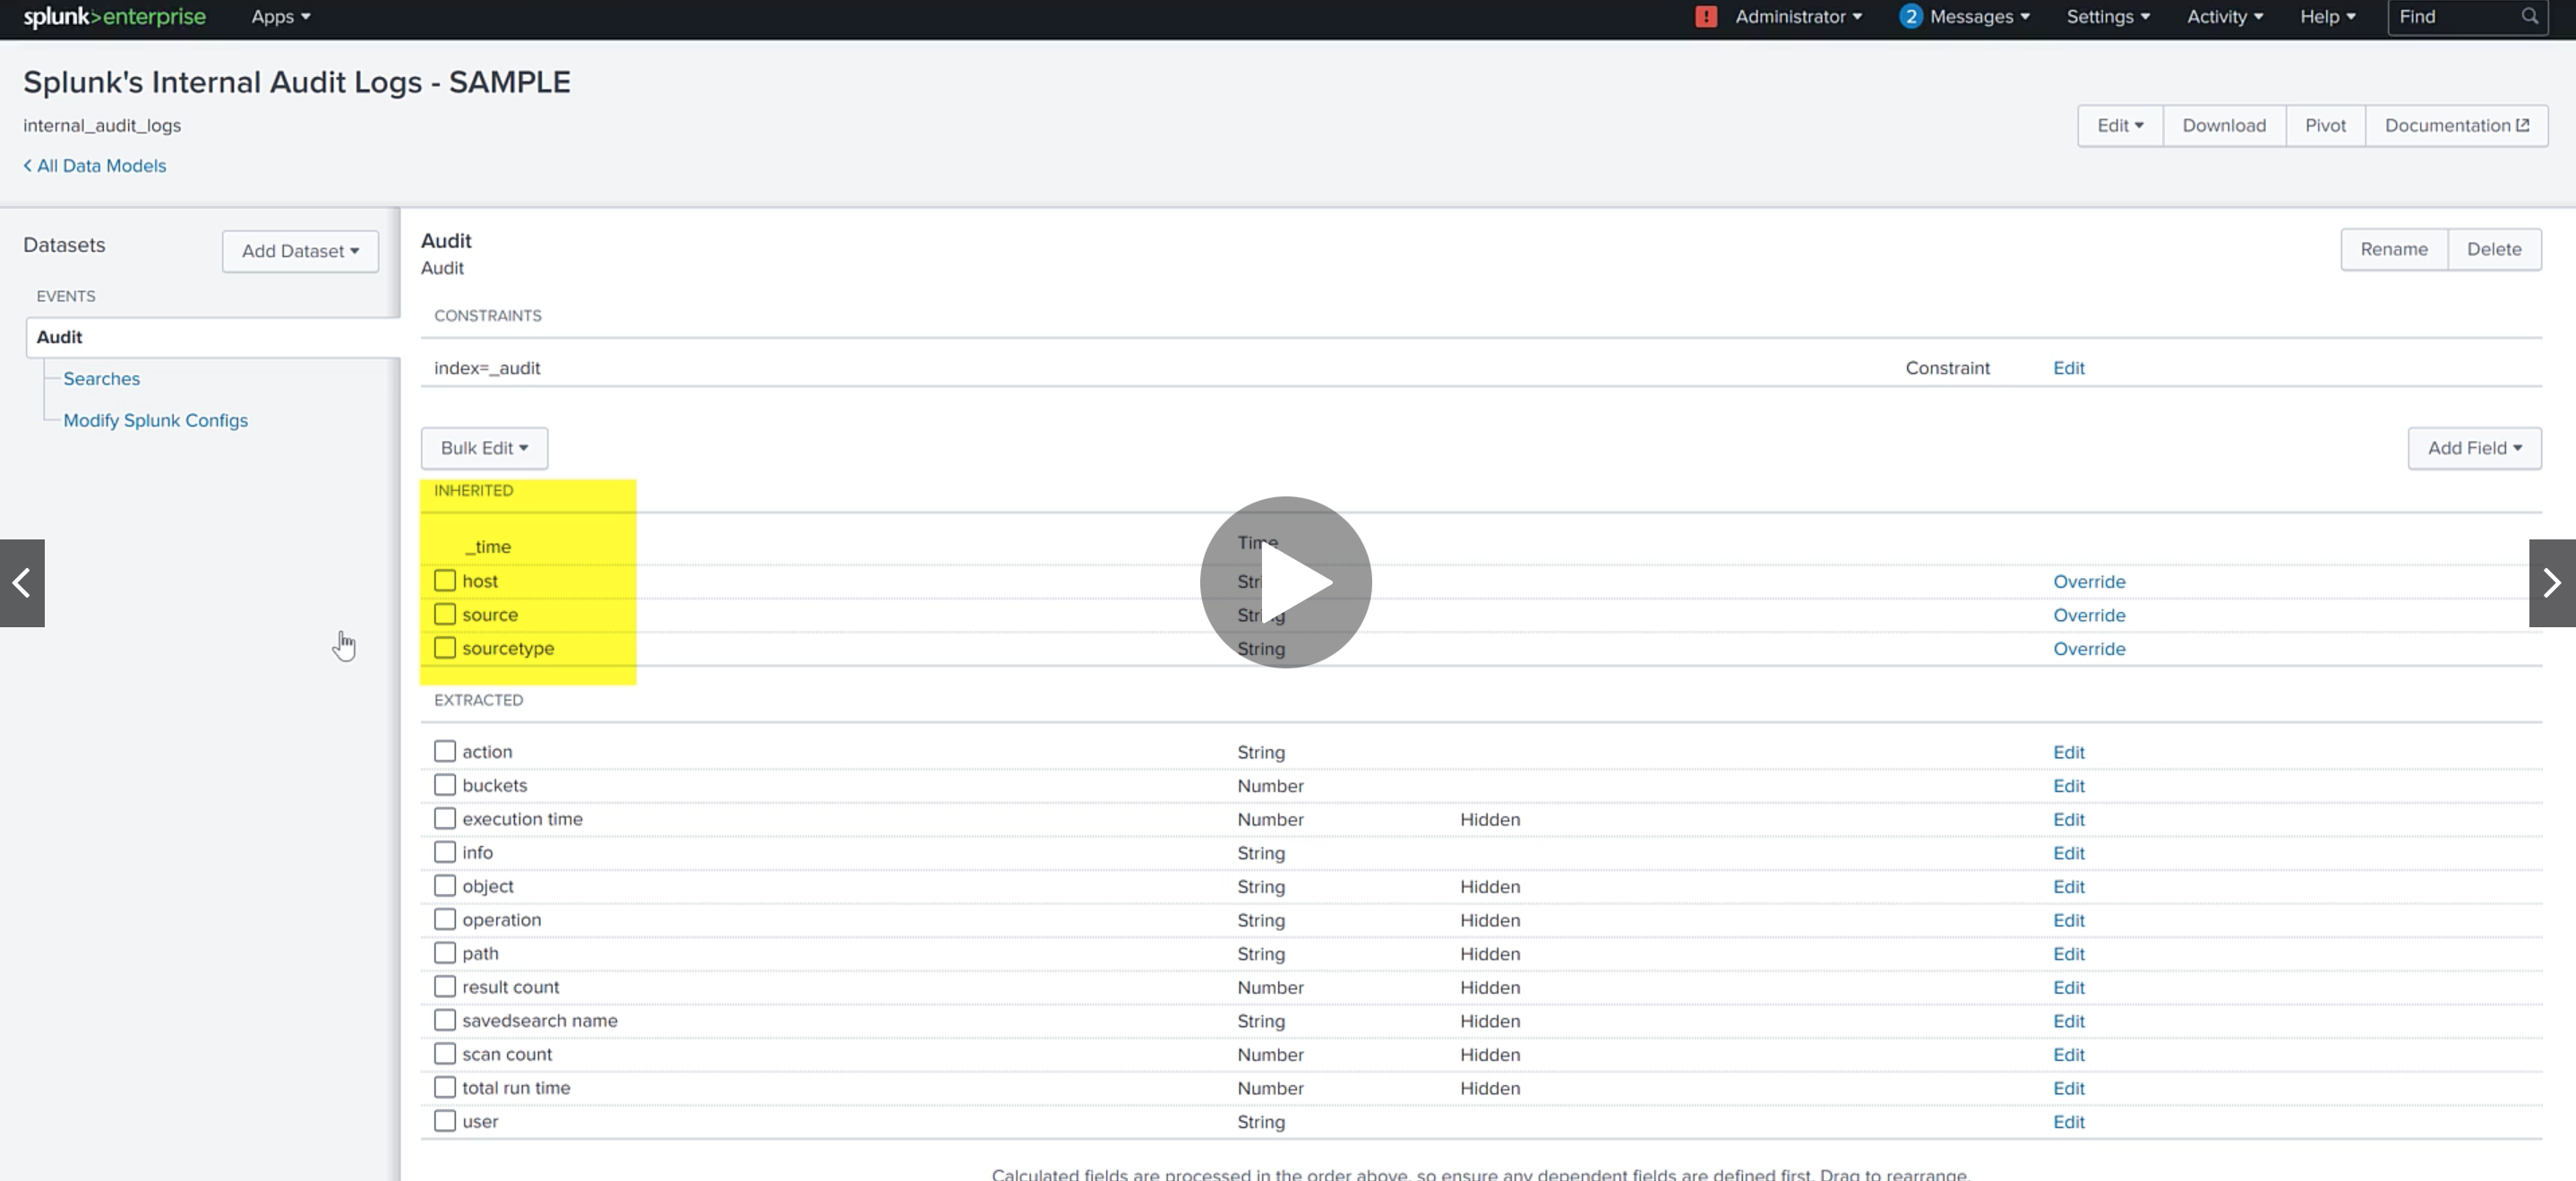 splunk>enterprise Apps ! Administrator 2 Messages Settings Activity Help Find
Splunk's Internal Audit Logs - SAMPLE
internal_audit_logs
Edit Download Pivot Documentation
< All Data Models
Datasets
Add Dataset
EVENTS
Audit
Searches
Modify Splunk Configs
Audit
Audit
Rename Delete
CONSTRAINTS
index=_audit Constraint Edit
Bulk Edit Add Field
INHERITED
_time Time
host String Override
source String Override
sourcetype String Override
EXTRACTED
action String Edit
buckets Number Edit
execution time Number Hidden Edit
info String Edit
object String Hidden Edit
operation String Hidden Edit
path String Hidden Edit
result count Number Hidden Edit
savedsearch name String Hidden Edit
scan count Number Hidden Edit
total run time Number Hidden Edit
user String Edit
Calculated fields are processed in the order above, so ensure any dependent fields are defined first. Drag to rearrange.